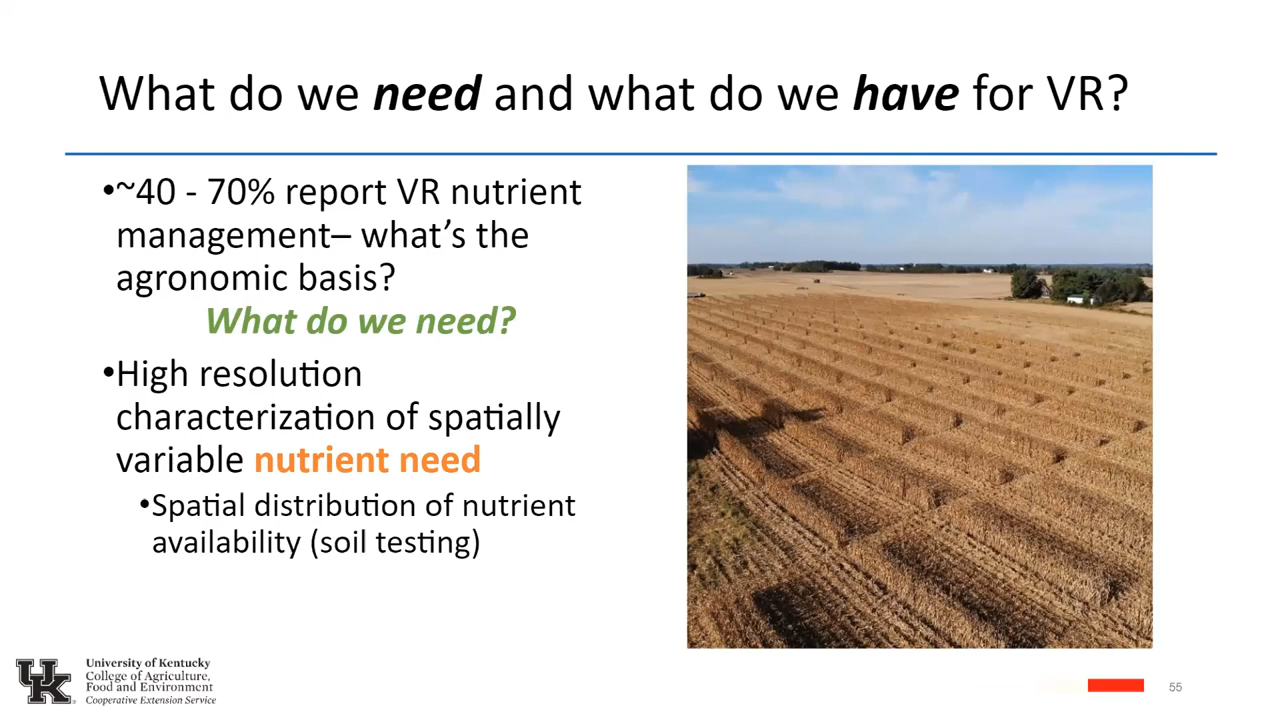 What do we need and what do we have for VR?
•~40 - 70% report VR nutrient
management– what’s the
agronomic basis?
What do we need?
•High resolution
characterization of spatially
variable nutrient need
•Spatial distribution of nutrient
availability (soil testing)
UK
University of Kentucky
College of Agriculture,
Food and Environment
Cooperative Extension Service
55